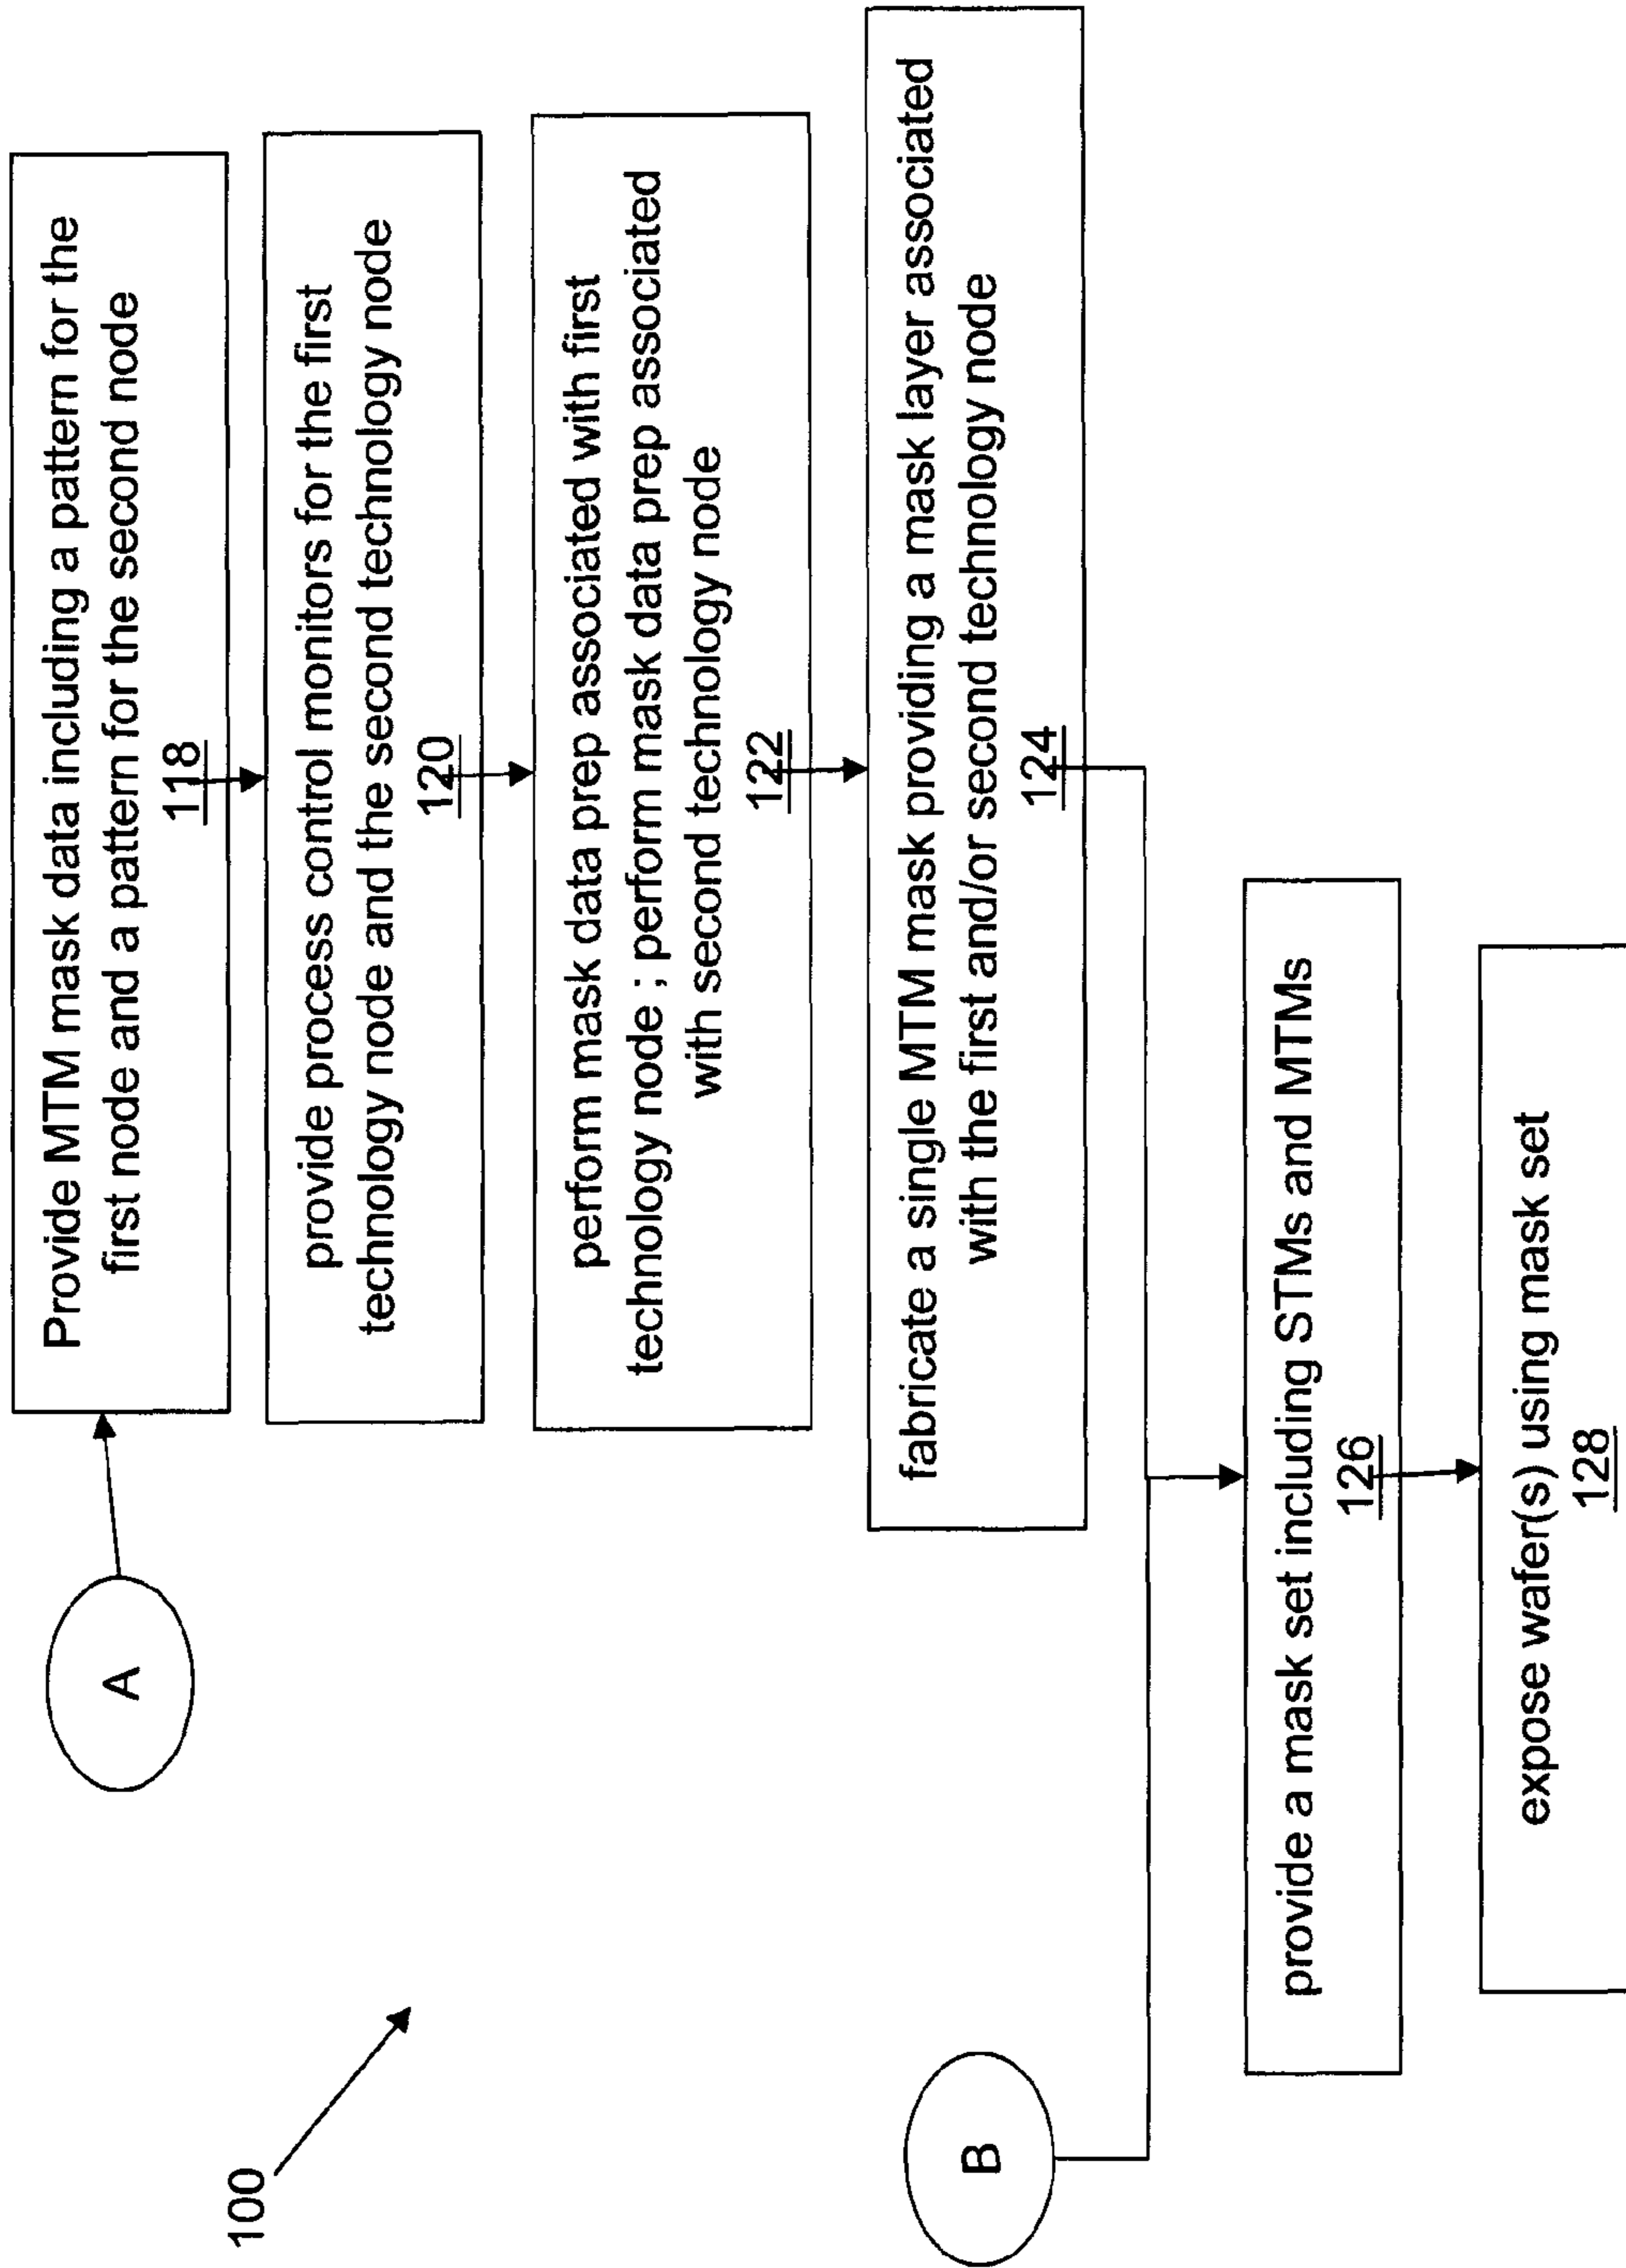 100
A
Provide MTM mask data including a pattern for the
first node and a pattern for the second node
118
provide process control monitors for the first
technology node and the second technology node
120
perform mask data prep associated with first
technology node ; perform mask data prep associated
with second technology node
122
fabricate a single MTM mask providing a mask layer associated
with the first and/or second technology node
124
B
provide a mask set including STMs and MTMs
126
expose wafer(s) using mask set
128